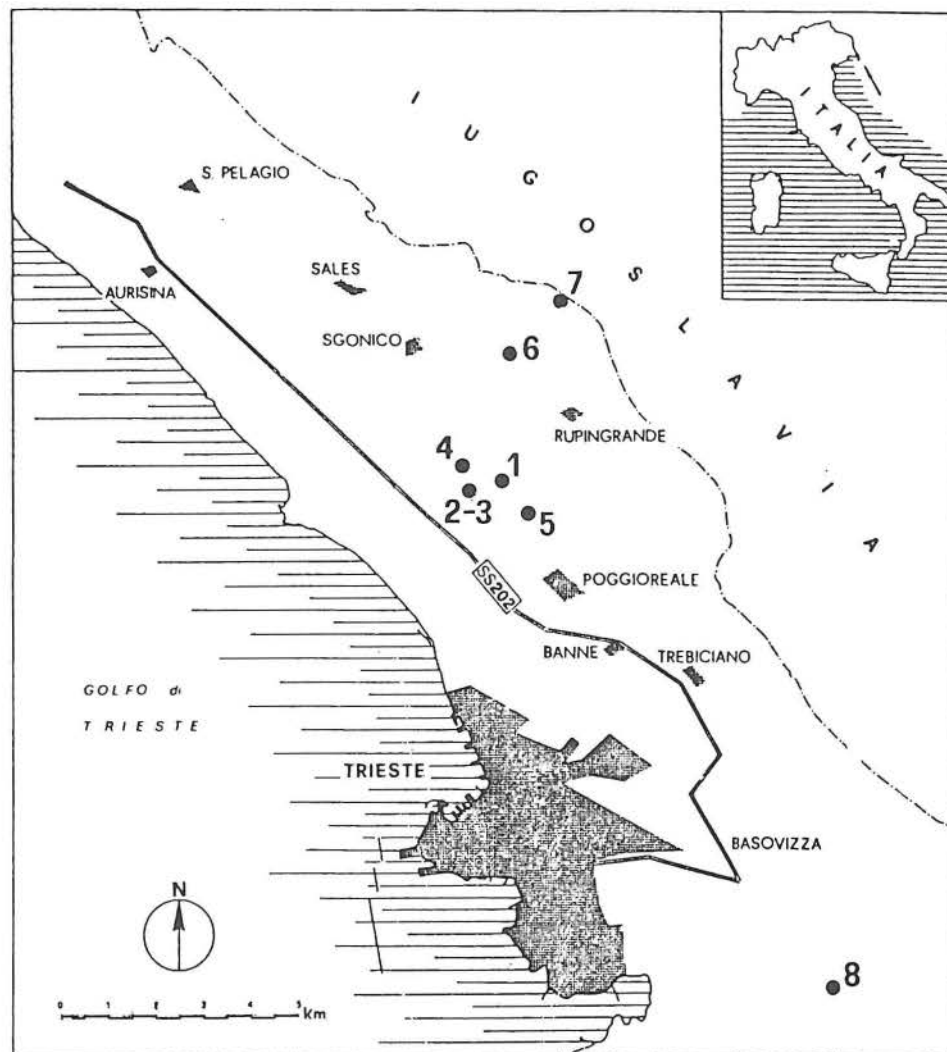 IUGOSLAVIA
ITALIA
S. PELAGIO
SALES
AURISINA
7
SGONICO
6
RUPINGRANDE
4
1
2-3
5
SS202
POGGIOREALE
BANNE
TREBICIANO
GOLFO di
TRIESTE
TRIESTE
BASOVIZZA
N
8
0 1 2 3 4 5
Km